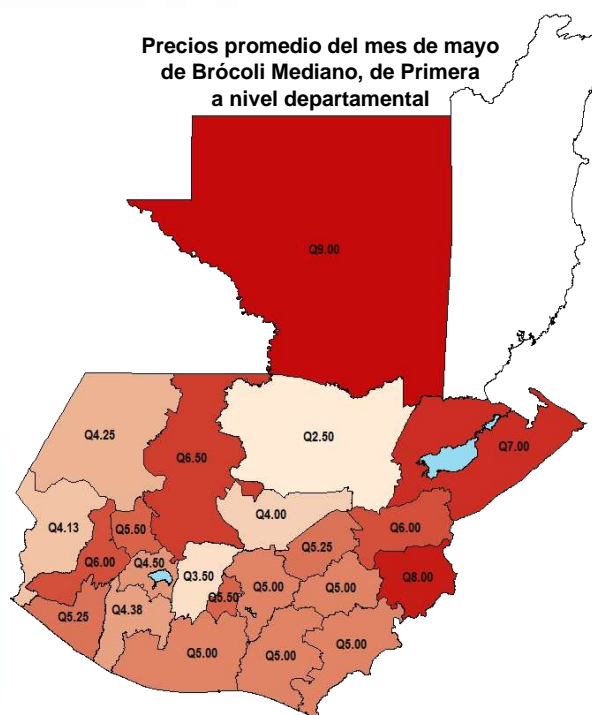 Precios promedio del mes de mayo
de Brócoli Mediano, de Primera
a nivel departamental
Q9.00
Q4.25
Q2.50
Q7.00
Q6.50
Q4.00
Q4.13
Q5.50
Q6.00
Q5.25
Q6.00
Q4.50
Q3.50
Q5.50
Q5.00
Q5.00
Q8.00
Q5.25
Q4.38
Q5.00
Q5.00
Q5.00